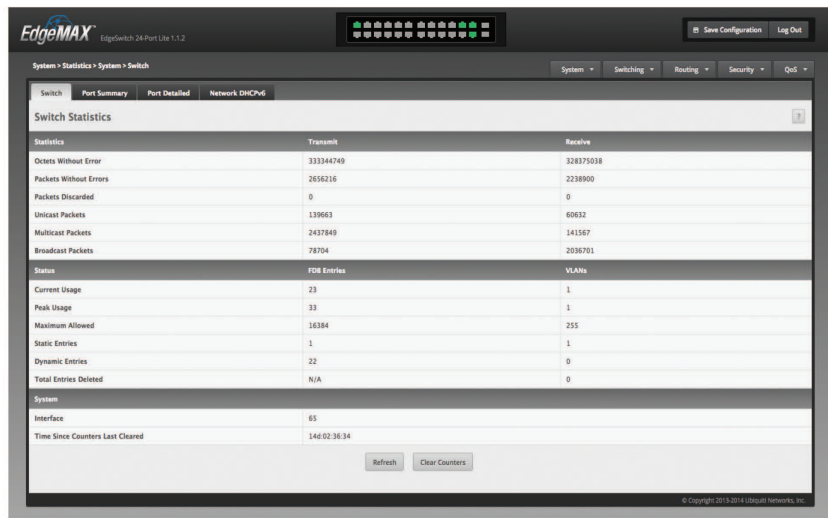 EdgeMAX™ EdgeSwitch 24-Port Lite 1.1.2
Save Configuration Log Out
System > Statistics > System > Switch
System Switching Routing Security QoS
Switch Port Summary Port Detailed Network DHCPv6
Switch Statistics ?
Statistics Transmit Receive
Octets Without Error 333344749 328375038
Packets Without Errors 2656216 2238900
Packets Discarded 0 0
Unicast Packets 139663 60632
Multicast Packets 2437849 141567
Broadcast Packets 78704 2036701
Status FDB Entries VLANs
Current Usage 23 1
Peak Usage 33 1
Maximum Allowed 16384 255
Static Entries 1 1
Dynamic Entries 22 0
Total Entries Deleted N/A 0
System
Interface 65
Time Since Counters Last Cleared 14d:02:36:34
Refresh Clear Counters
© Copyright 2013-2014 Ubiquiti Networks, Inc.